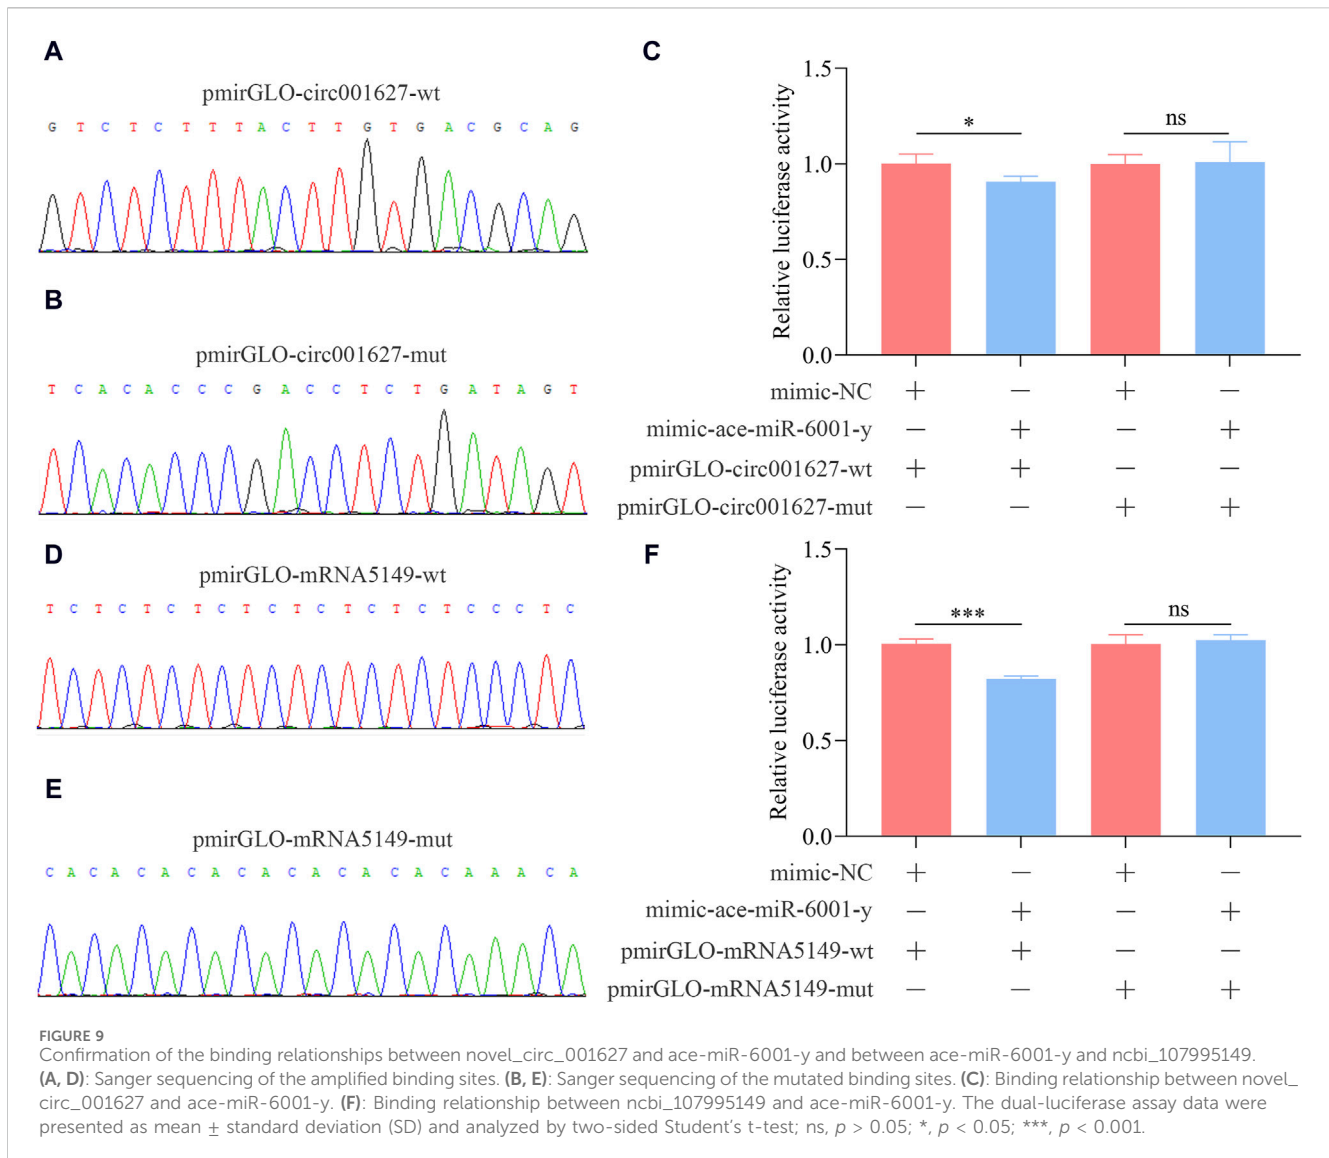 A
pmirGLO-circ001627-wt
G T C T C T T T A C T T G T G A C G C A G
B
pmirGLO-circ001627-mut
T C A C A C C C G A C C T C T G A T A G T
C
Relative luciferase activity
1.5
1.0
0.5
0.0
*
ns
mimic-NC + − + −
mimic-ace-miR-6001-y − + − +
pmirGLO-circ001627-wt + + − −
pmirGLO-circ001627-mut − − + +
D
pmirGLO-mRNA5149-wt
T C T C T C T C T C T C T C T C T C C C T C
E
pmirGLO-mRNA5149-mut
C A C A C A C A C A C A C A C A C A A A C A
F
Relative luciferase activity
1.5
1.0
0.5
0.0
***
ns
mimic-NC + − + −
mimic-ace-miR-6001-y − + − +
pmirGLO-mRNA5149-wt + + − −
pmirGLO-mRNA5149-mut − − + +
FIGURE 9
Confirmation of the binding relationships between novel_circ_001627 and ace-miR-6001-y and between ace-miR-6001-y and ncbi_107995149.
(A, D): Sanger sequencing of the amplified binding sites. (B, E): Sanger sequencing of the mutated binding sites. (C): Binding relationship between novel_
circ_001627 and ace-miR-6001-y. (F): Binding relationship between ncbi_107995149 and ace-miR-6001-y. The dual-luciferase assay data were
presented as mean ± standard deviation (SD) and analyzed by two-sided Student's t-test; ns, p > 0.05; *, p < 0.05; ***, p < 0.001.